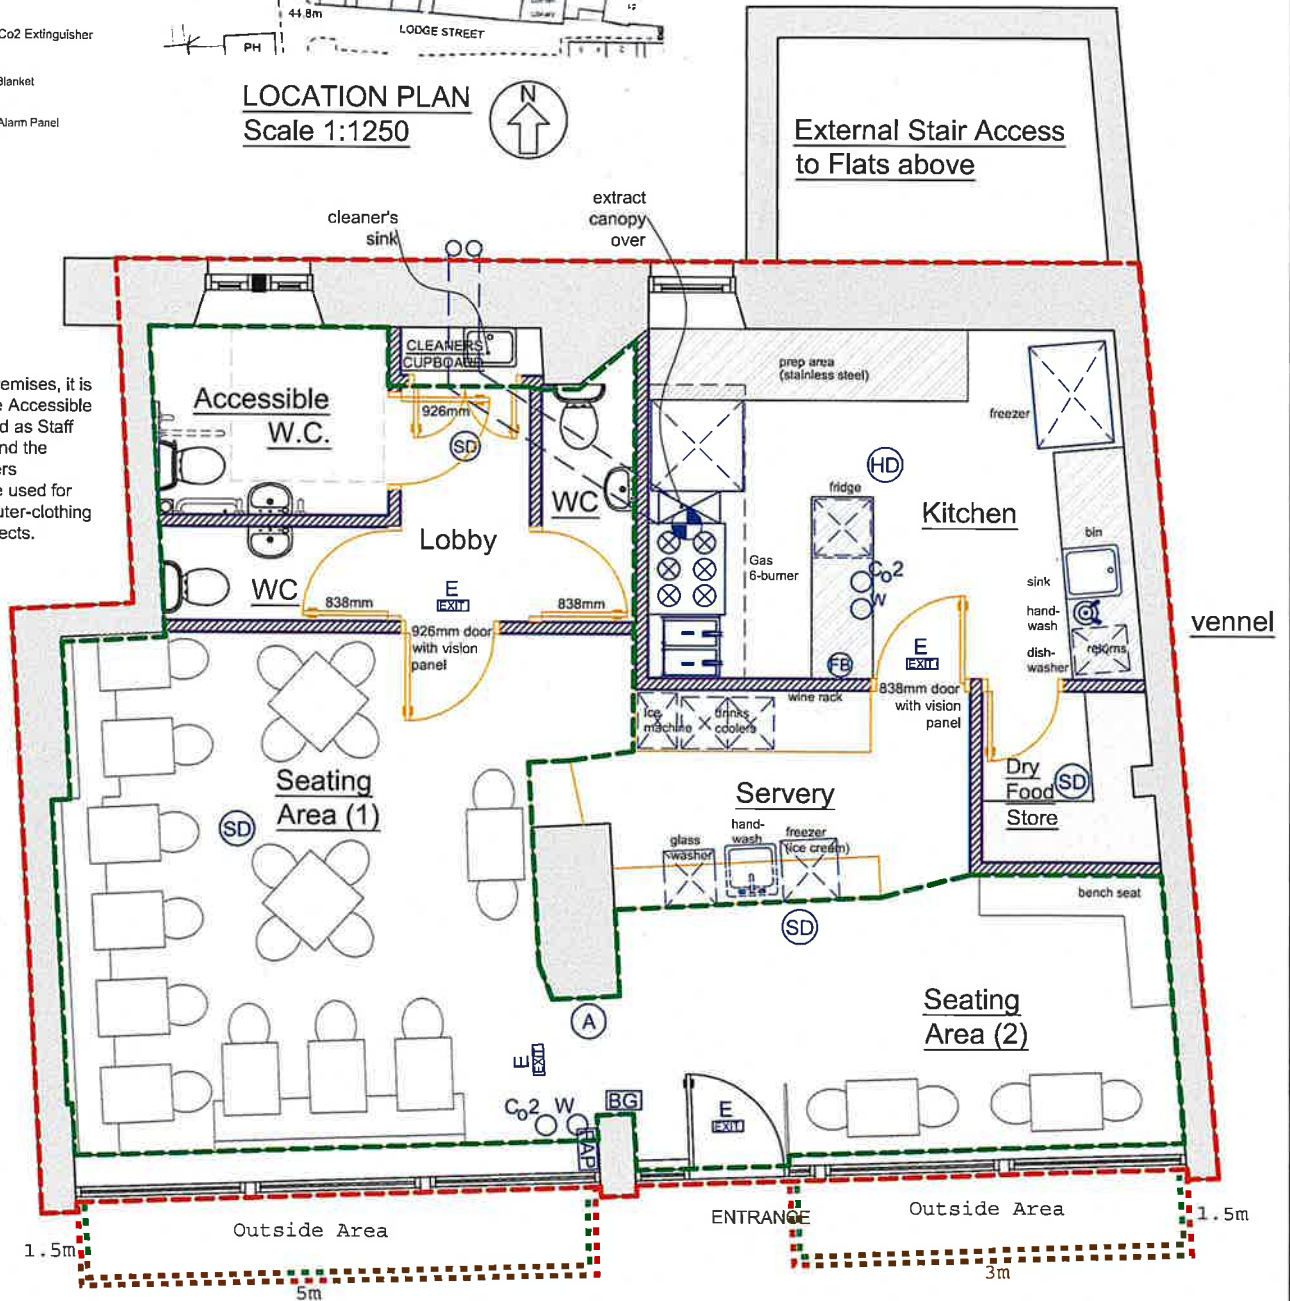 Co2 Extinguisher
Blanket
Alarm Panel
44.8m
PH
LODGE STREET
LOCATION PLAN
Scale 1:1250
N
External Stair Access
to Flats above
cleaner's
sink
extract
canopy
over
emises, it is
e Accessible
d as Staff
nd the
ers
e used for
uter-clothing
ects.
CLEANERS
CUPBOARD
Accessible
W.C.
926mm
SD
WC
Lobby
WC
838mm
E
EXIT
838mm
926mm door
with vision
panel
prep area
(stainless steel)
freezer
HD
fridge
Kitchen
Co2
W
Gas
6-burner
bin
sink
hand-
wash
dish-
washer
returns
FB
E
EXIT
838mm door
with vision
panel
vennel
wine rack
Ice
machine
drinks
coolers
Servery
glass
washer
hand-
wash
freezer
(ice cream)
SD
Dry
Food
Store
SD
Seating
Area (1)
SD
bench seat
Seating
Area (2)
A
E
EXIT
Co2 W
BG
FAP
E
EXIT
ENTRANCE
Outside Area
1.5m
5m
Outside Area
1.5m
3m